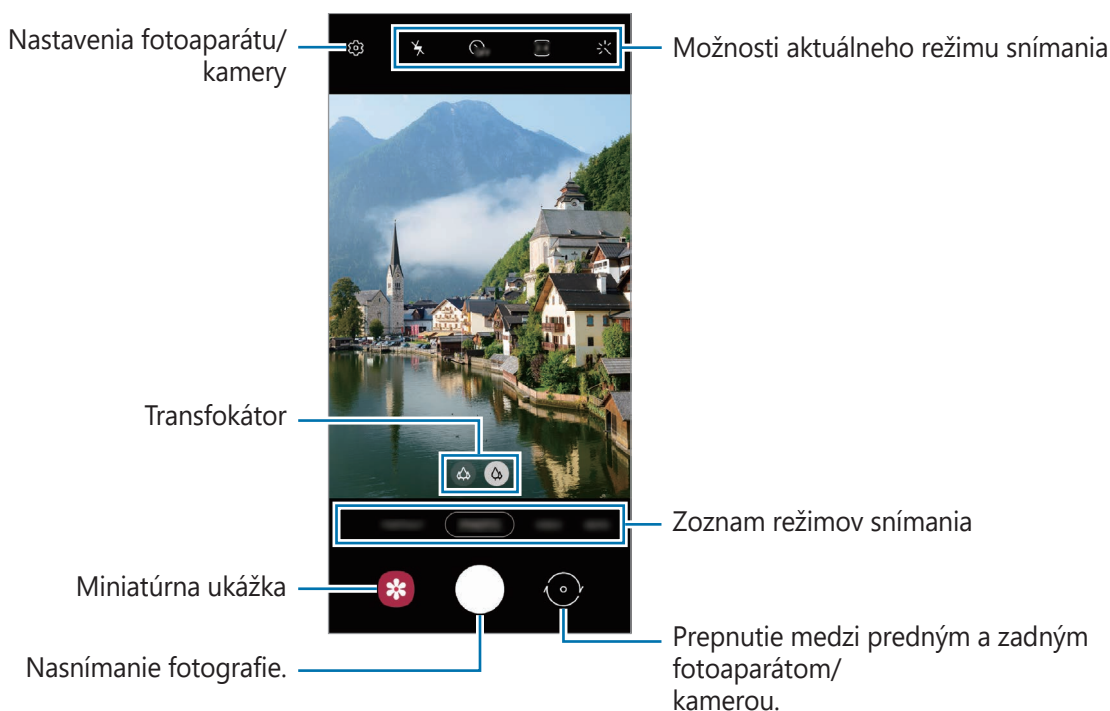 Nastavenia fotoaparátu/
kamery
Možnosti aktuálneho režimu snímania
Transfokátor
Zoznam režimov snímania
Miniatúrna ukážka
Nasnímanie fotografie.
Prepnutie medzi predným a zadným
fotoaparátom/
kamerou.